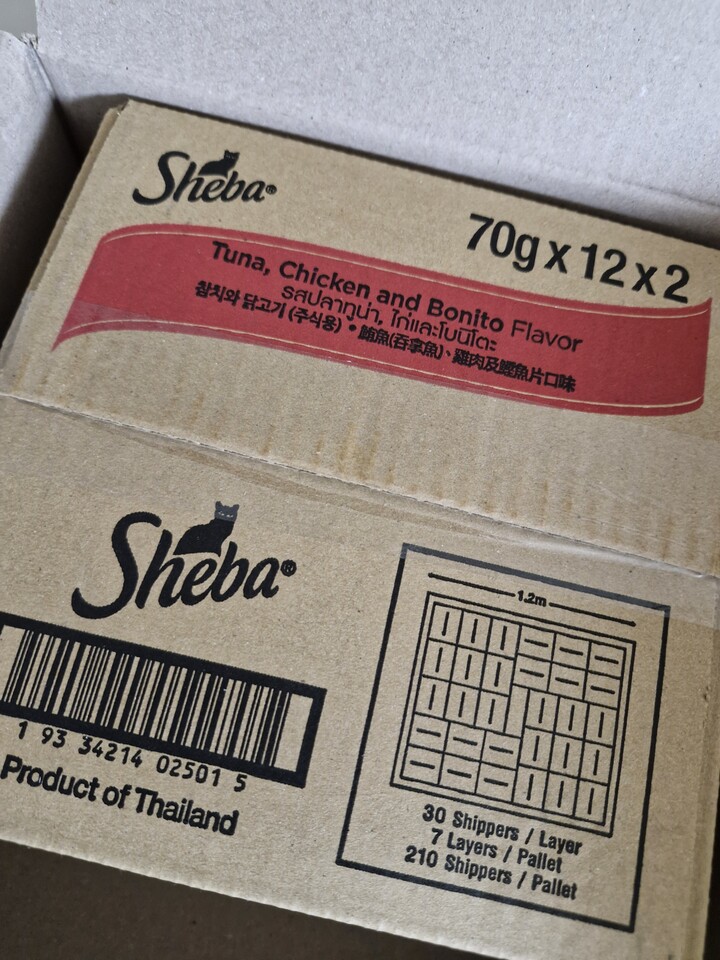 Sheba®
70g x 12 x 2
Tuna, Chicken and Bonito Flavor
รสปลาทูน่า, ไก่และโบนิโตะ
참치와 닭고기 (주식용) • 鮪魚(吞拿魚)、雞肉及鰹魚片口味
Sheba®
1 93 34214 02501 5
Product of Thailand
1.2m
30 Shippers / Layer
7 Layers / Pallet
210 Shippers / Pallet